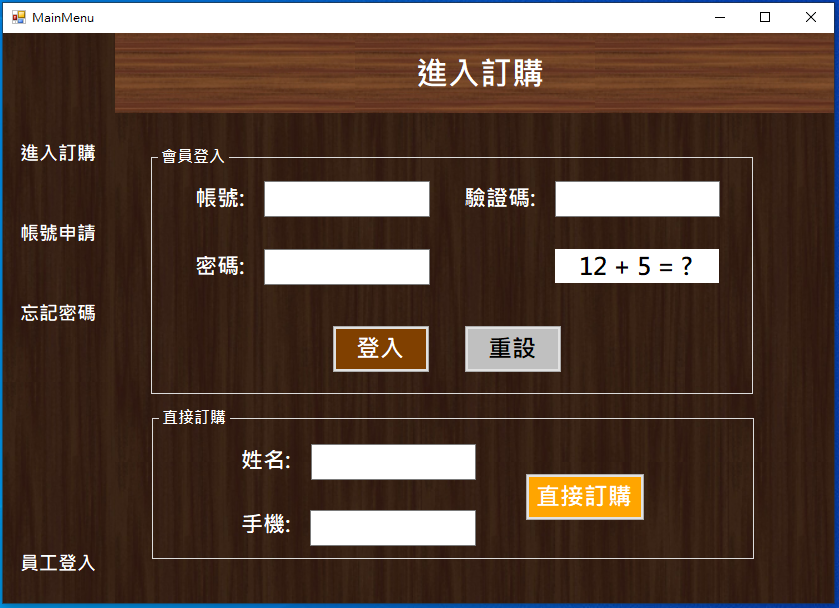 MainMenu
進入訂購
進入訂購
帳號申請
忘記密碼
員工登入
會員登入
帳號:
驗證碼:
密碼:
12 + 5 = ?
登入
重設
直接訂購
姓名:
直接訂購
手機: